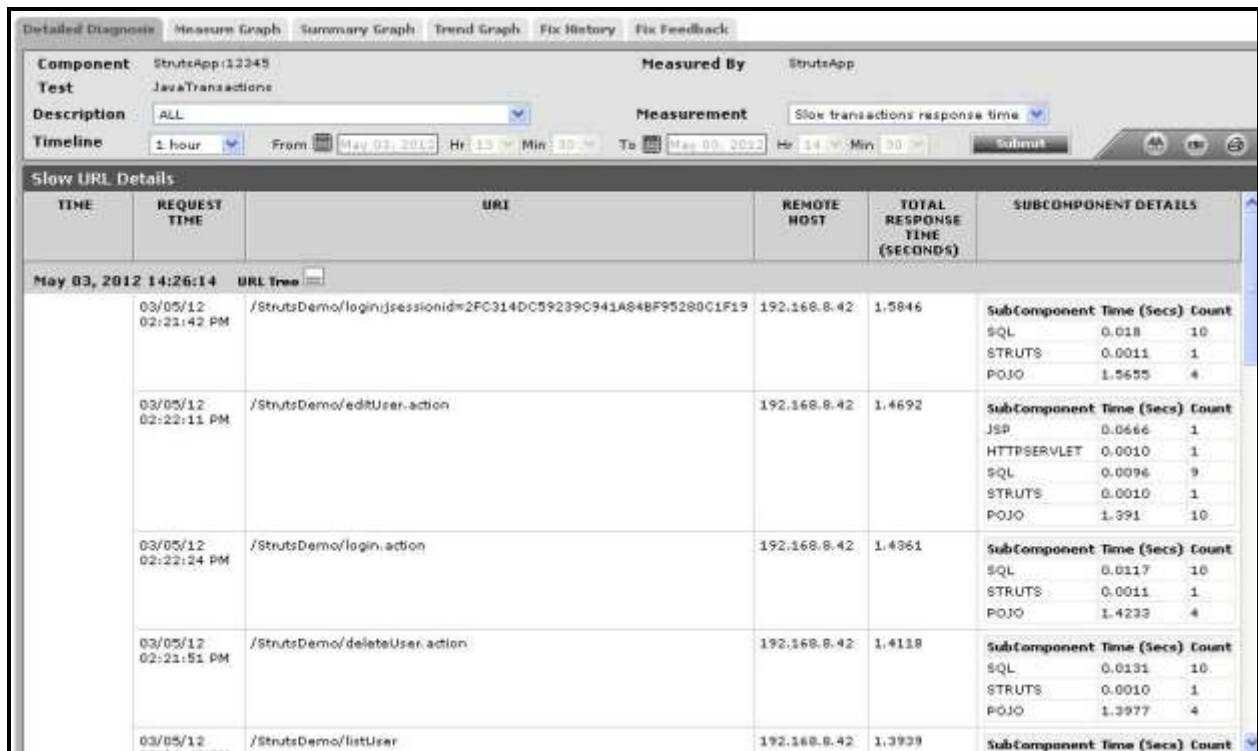 Detailed Diagnosis Measure Graph Summary Graph Trend Graph Fix History Fix Feedback
Component StrutsApp:12345 Measured By StrutsApp
Test JavaTransactions
Description ALL Measurement Slow transactions response time
Timeline 1 hour From May 03, 2012 Hr 13 Min 30 To May 03, 2012 Hr 14 Min 30 Submit
Slow URL Details
TIME REQUEST TIME URI REMOTE HOST TOTAL RESPONSE TIME (SECONDS) SUBCOMPONENT DETAILS
May 03, 2012 14:26:14 URL Tree
03/05/12 02:21:42 PM /StrutsDemo/login;jsessionid=2FC314DC59239C941A84BF95280C1F19 192.168.8.42 1.5846
SubComponent Time (Secs) Count
SQL 0.018 10
STRUTS 0.0011 1
POJO 1.5655 4
03/05/12 02:22:11 PM /StrutsDemo/editUser.action 192.168.8.42 1.4692
SubComponent Time (Secs) Count
JSP 0.0666 1
HTTPSERVLET 0.0010 1
SQL 0.0096 9
STRUTS 0.0010 1
POJO 1.391 10
03/05/12 02:22:24 PM /StrutsDemo/login.action 192.168.8.42 1.4361
SubComponent Time (Secs) Count
SQL 0.0117 10
STRUTS 0.0011 1
POJO 1.4233 4
03/05/12 02:21:51 PM /StrutsDemo/deleteUser.action 192.168.8.42 1.4118
SubComponent Time (Secs) Count
SQL 0.0131 10
STRUTS 0.0010 1
POJO 1.3977 4
03/05/12 /StrutsDemo/listUser 192.168.8.42 1.3939
SubComponent Time (Secs) Count